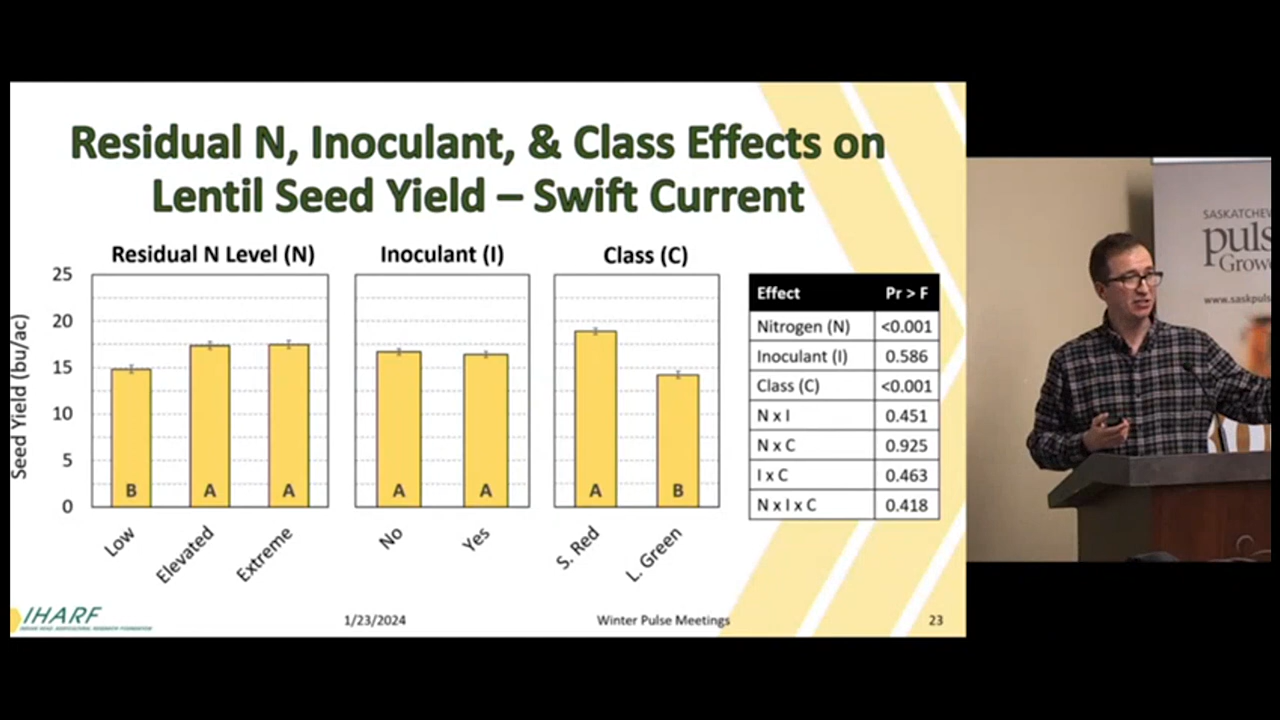 Residual N, Inoculant, & Class Effects on
Lentil Seed Yield – Swift Current
Residual N Level (N)
Inoculant (I)
Class (C)
Seed Yield (bu/ac)
25
20
15
10
5
0
B
A
A
A
A
A
B
Low
Elevated
Extreme
No
Yes
S. Red
L. Green
Effect Pr > F
Nitrogen (N) <0.001
Inoculant (I) 0.586
Class (C) <0.001
N x I 0.451
N x C 0.925
I x C 0.463
N x I x C 0.418
IHARF
1/23/2024
Winter Pulse Meetings
23
SASKATCHEW
puls
Growe
www.saskpuls